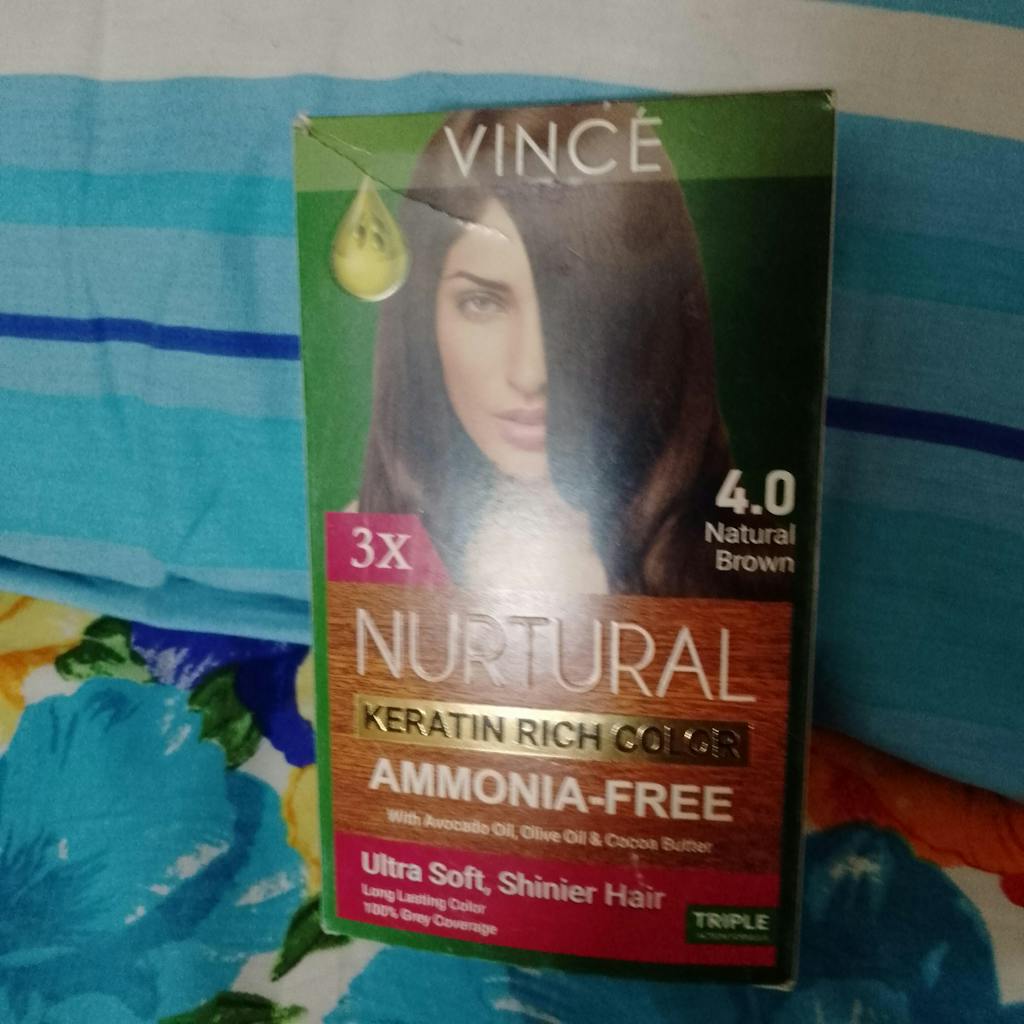 VINCÉ
4.0
Natural
Brown
3X
NURTURAL
KERATIN RICH COLOR
AMMONIA-FREE
With Avocado Oil, Olive Oil & Cocoa Butter
Ultra Soft, Shinier Hair
Long Lasting Color
100% Grey Coverage
TRIPLE